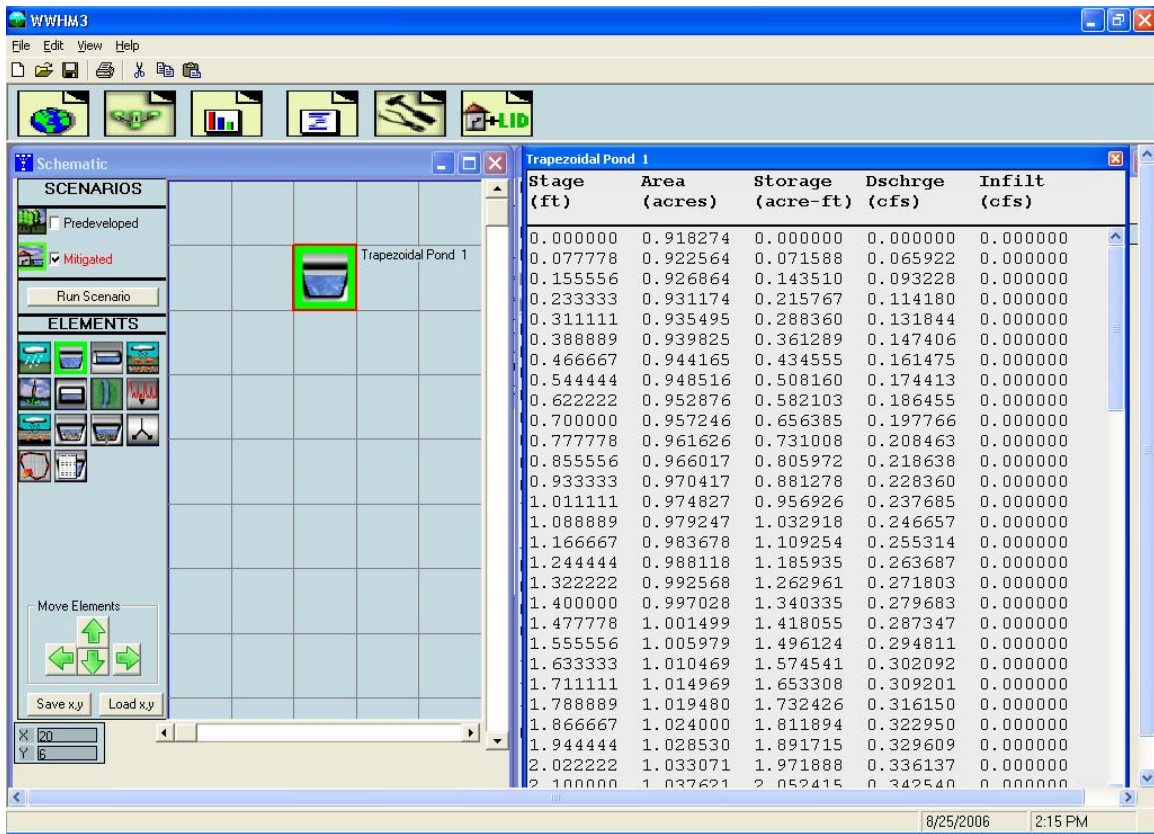 WWHM3
File Edit View Help
+LID
Schematic
SCENARIOS
Predeveloped
Mitigated
Run Scenario
ELEMENTS
Move Elements
Save x,y Load x,y
X 20
Y 6
Trapezoidal Pond 1
Trapezoidal Pond 1
Stage Area Storage Dschrge Infilt
(ft) (acres) (acre-ft) (cfs) (cfs)
0.000000 0.918274 0.000000 0.000000 0.000000
0.077778 0.922564 0.071588 0.065922 0.000000
0.155556 0.926864 0.143510 0.093228 0.000000
0.233333 0.931174 0.215767 0.114180 0.000000
0.311111 0.935495 0.288360 0.131844 0.000000
0.388889 0.939825 0.361289 0.147406 0.000000
0.466667 0.944165 0.434555 0.161475 0.000000
0.544444 0.948516 0.508160 0.174413 0.000000
0.622222 0.952876 0.582103 0.186455 0.000000
0.700000 0.957246 0.656385 0.197766 0.000000
0.777778 0.961626 0.731008 0.208463 0.000000
0.855556 0.966017 0.805972 0.218638 0.000000
0.933333 0.970417 0.881278 0.228360 0.000000
1.011111 0.974827 0.956926 0.237685 0.000000
1.088889 0.979247 1.032918 0.246657 0.000000
1.166667 0.983678 1.109254 0.255314 0.000000
1.244444 0.988118 1.185935 0.263687 0.000000
1.322222 0.992568 1.262961 0.271803 0.000000
1.400000 0.997028 1.340335 0.279683 0.000000
1.477778 1.001499 1.418055 0.287347 0.000000
1.555556 1.005979 1.496124 0.294811 0.000000
1.633333 1.010469 1.574541 0.302092 0.000000
1.711111 1.014969 1.653308 0.309201 0.000000
1.788889 1.019480 1.732426 0.316150 0.000000
1.866667 1.024000 1.811894 0.322950 0.000000
1.944444 1.028530 1.891715 0.329609 0.000000
2.022222 1.033071 1.971888 0.336137 0.000000
2.100000 1.037621 2.052415 0.342540 0.000000
8/25/2006 2:15 PM